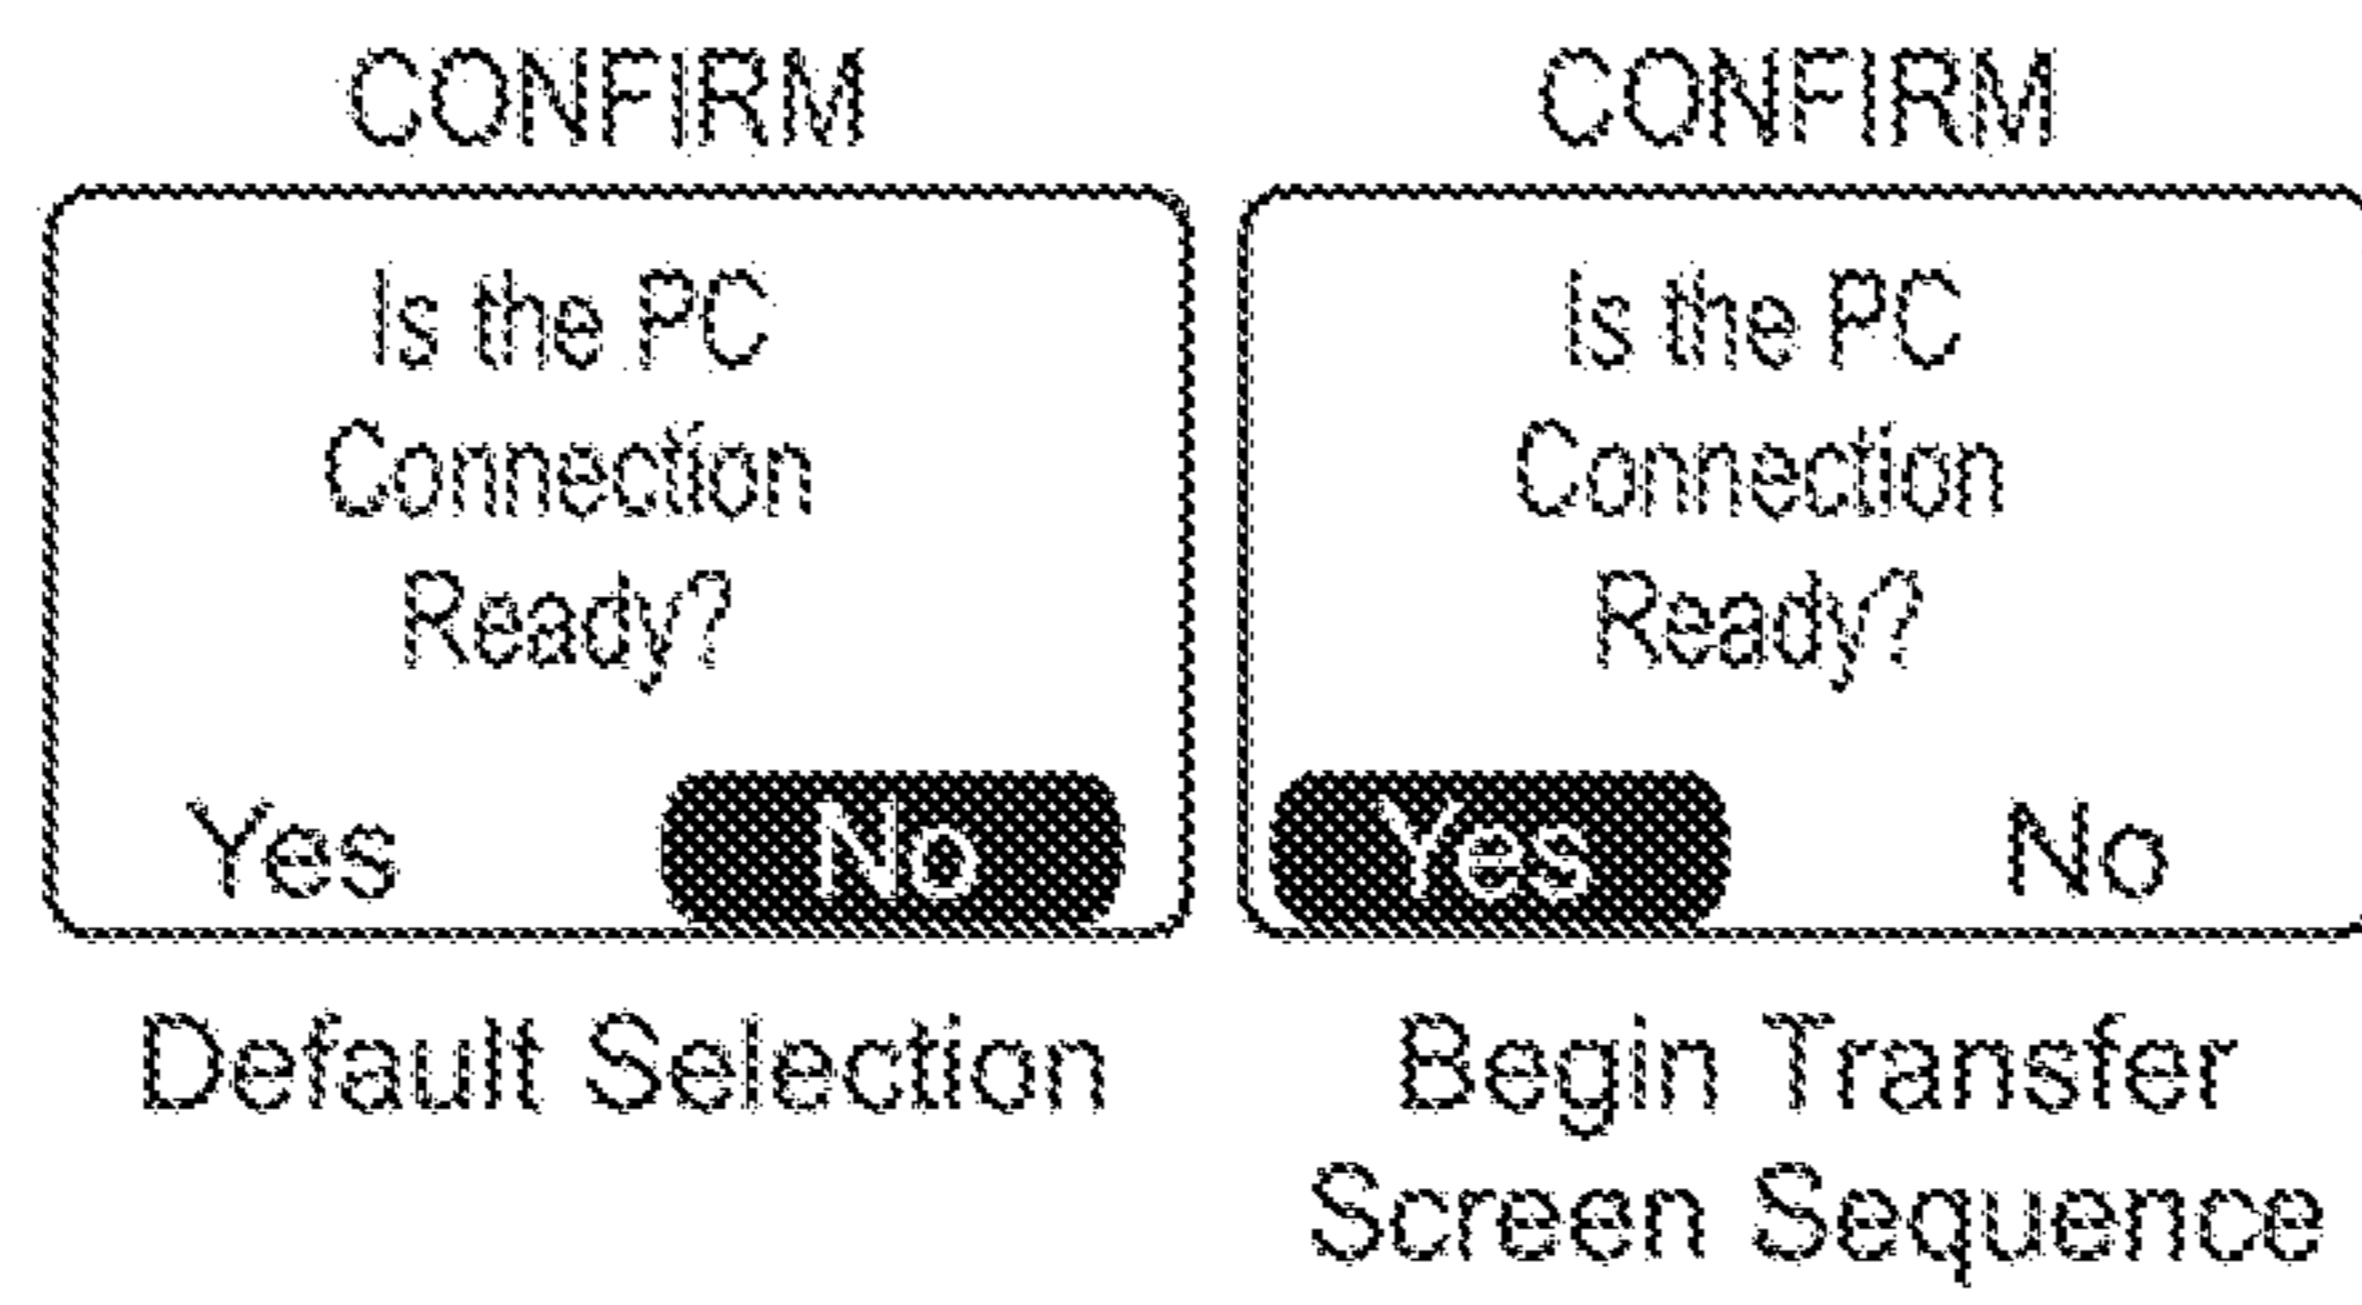 CONFIRM
Is the PC
Connection
Ready?
Yes No
Default Selection
CONFIRM
Is the PC
Connection
Ready?
Yes No
Begin Transfer
Screen Sequence